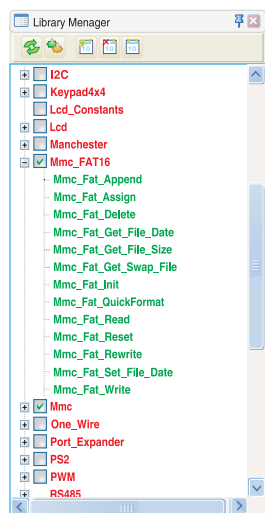 Library Menager
I2C
Keypad4x4
Lcd_Constants
Lcd
Manchester
Mmc_FAT16
Mmc_Fat_Append
Mmc_Fat_Assign
Mmc_Fat_Delete
Mmc_Fat_Get_File_Date
Mmc_Fat_Get_File_Size
Mmc_Fat_Get_Swap_File
Mmc_Fat_Init
Mmc_Fat_QuickFormat
Mmc_Fat_Read
Mmc_Fat_Reset
Mmc_Fat_Rewrite
Mmc_Fat_Set_File_Date
Mmc_Fat_Write
Mmc
One_Wire
Port_Expander
PS2
PWM
RS485